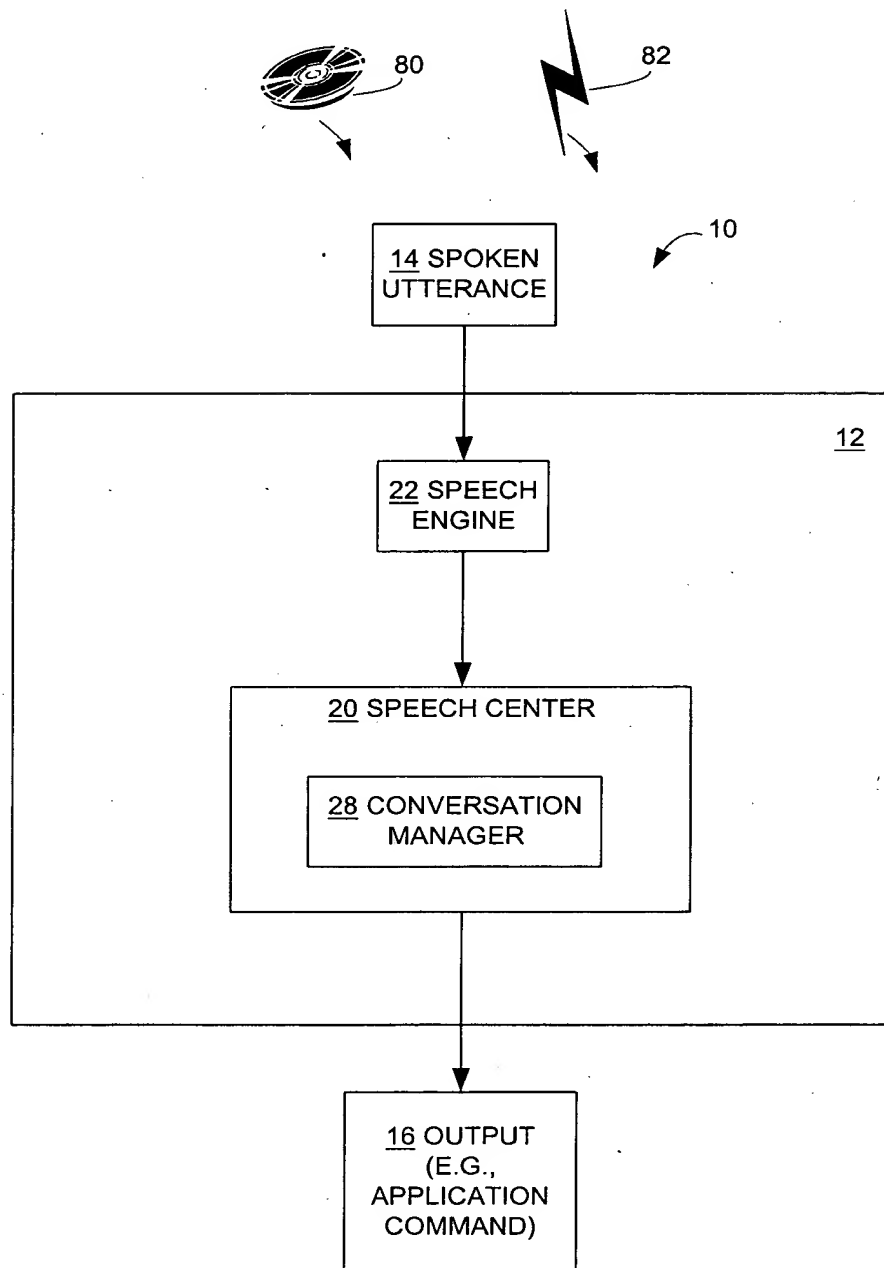 80
82
10
14 SPOKEN
UTTERANCE
12
22 SPEECH
ENGINE
20 SPEECH CENTER
28 CONVERSATION
MANAGER
16 OUTPUT
(E.G.,
APPLICATION
COMMAND)